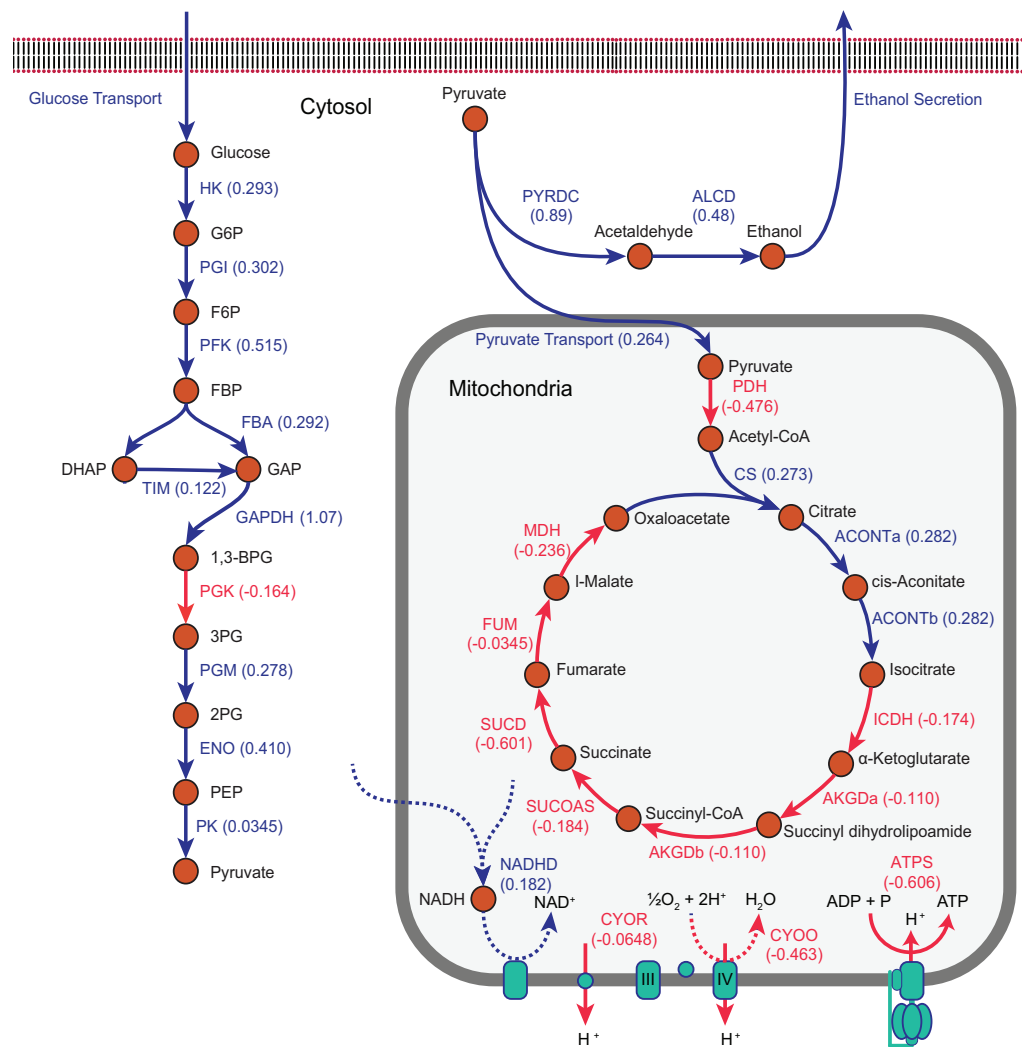 Glucose Transport
Cytosol
Pyruvate
Ethanol Secretion
Glucose
HK (0.293)
PYRDC
(0.89)
ALCD
(0.48)
G6P
Acetaldehyde
Ethanol
PGI (0.302)
F6P
PFK (0.515)
Pyruvate Transport (0.264)
FBP
Mitochondria
Pyruvate
PDH
(-0.476)
FBA (0.292)
Acetyl-CoA
DHAP
GAP
TIM (0.122)
CS (0.273)
GAPDH (1.07)
Oxaloacetate
Citrate
MDH
(-0.236)
ACONTa (0.282)
1,3-BPG
l-Malate
cis-Aconitate
PGK (-0.164)
ACONTb (0.282)
3PG
FUM
(-0.0345)
PGM (0.278)
Fumarate
Isocitrate
2PG
SUCD
(-0.601)
ICDH (-0.174)
ENO (0.410)
Succinate
α-Ketoglutarate
PEP
SUCOAS
(-0.184)
Succinyl-CoA
AKGDa (-0.110)
PK (0.0345)
Succinyl dihydrolipoamide
AKGDb (-0.110)
Pyruvate
NADHD
(0.182)
ATPS
(-0.606)
NADH
NAD⁺
½O₂ + 2H⁺
H₂O
ADP + P
H⁺
ATP
CYOR
(-0.0648)
CYOO
(-0.463)
III
IV
H⁺
H⁺